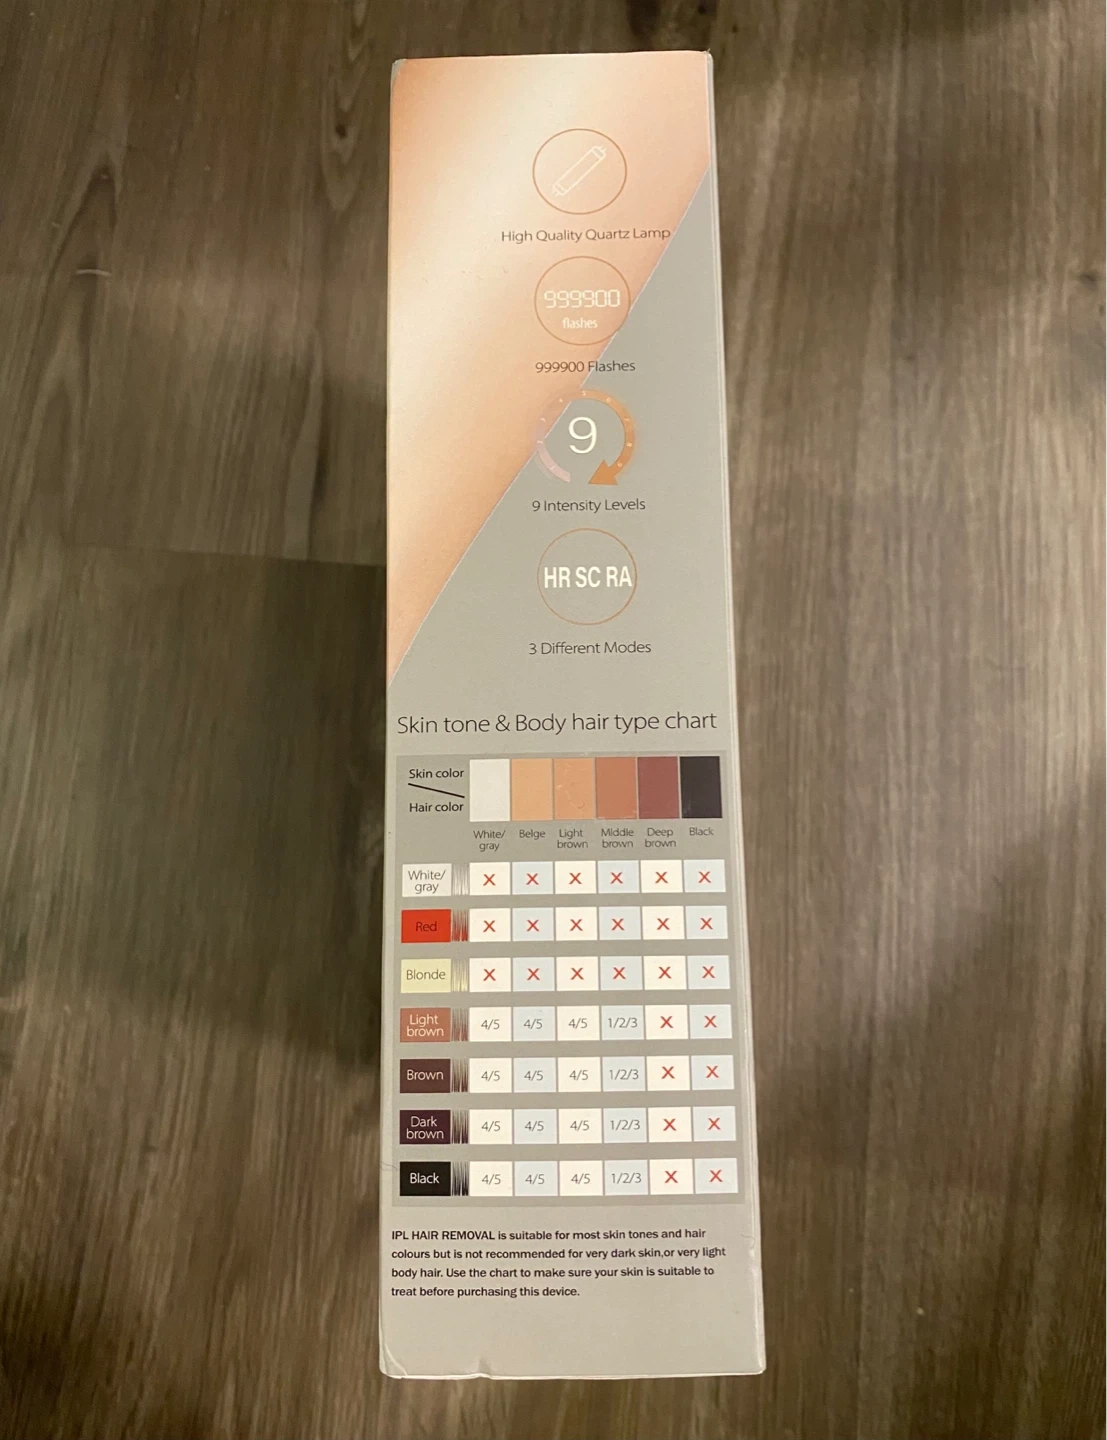 High Quality Quartz Lamp
999900
flashes
999900 Flashes
9
9 Intensity Levels
HR SC RA
3 Different Modes
Skin tone & Body hair type chart
Skin color
Hair color
White/ Belge Light Middle Deep Black
gray brown brown brown
White/
gray X X X X X X
Red X X X X X X
Blonde X X X X X X
Light
brown 4/5 4/5 4/5 1/2/3 X X
Brown 4/5 4/5 4/5 1/2/3 X X
Dark
brown 4/5 4/5 4/5 1/2/3 X X
Black 4/5 4/5 4/5 1/2/3 X X
IPL HAIR REMOVAL is suitable for most skin tones and hair
colours but is not recommended for very dark skin,or very light
body hair. Use the chart to make sure your skin is suitable to
treat before purchasing this device.